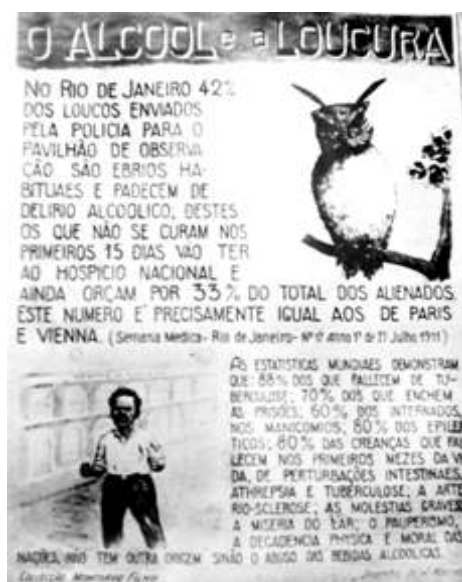 O ALCOOL e a LOUCURA
NO RIO DE JANEIRO 42%
DOS LOUCOS ENVIADOS
PELA POLICIA PARA O
PAVILHÃO DE OBSERVA
ÇÃO SÃO EBRIOS HA-
BITUAES E PADECEM DE
DELIRIO ALCOOLICO; DESTES
OS QUE NÃO SE CURAM NOS
PRIMEIROS 15 DIAS VÃO TER
AO HOSPICIO NACIONAL E
AINDA ORÇAM POR 33% DO TOTAL DOS ALIENADOS.
ESTE NUMERO E' PRECISAMENTE IGUAL AOS DE PARIS
E VIENNA. (Semana Medica - Rio de Janeiro - Nº 17 Anno 1º de 27 Julho 1911)
AS ESTATISTICAS MUNDIAES DEMONSTRAM
QUE: 88% DOS QUE FALLECEM DE TU-
BERCULOSE; 70% DOS QUE ENCHEM
AS PRISÕES; 60% DOS INTERNADOS
NOS MANICOMIOS; 80% DOS EPILE
TICOS; 80% DAS CREANÇAS QUE FAL
LECEM NOS PRIMEIROS MEZES DA VI
DA, DE PERTURBAÇÕES INTESTINAES,
ATHREPSIA E TUBERCULOSE; A ARTE
RIO-SCLEROSE; AS MOLESTIAS GRAVES
A MISERIA DO LAR; O PAUPERISMO,
A DECADENCIA PHYSICA E MORAL DAS
NAÇÕES, NÃO TEM OUTRA ORIGEM SINÃO O ABUSO DAS BEBIDAS ALCOOLICAS.
COLLECÇÃO MONTEIRO FILHO